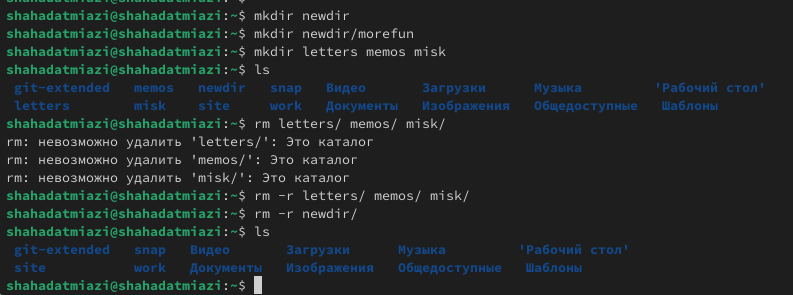 shahadatmiazi@shahadatmiazi:~$ mkdir newdir
shahadatmiazi@shahadatmiazi:~$ mkdir newdir/morefun
shahadatmiazi@shahadatmiazi:~$ mkdir letters memos misk
shahadatmiazi@shahadatmiazi:~$ ls
git-extended memos newdir snap Видео Загрузки Музыка 'Рабочий стол'
letters misk site work Документы Изображения Общедоступные Шаблоны
shahadatmiazi@shahadatmiazi:~$ rm letters/ memos/ misk/
rm: невозможно удалить 'letters/': Это каталог
rm: невозможно удалить 'memos/': Это каталог
rm: невозможно удалить 'misk/': Это каталог
shahadatmiazi@shahadatmiazi:~$ rm -r letters/ memos/ misk/
shahadatmiazi@shahadatmiazi:~$ rm -r newdir/
shahadatmiazi@shahadatmiazi:~$ ls
git-extended snap Видео Загрузки Музыка 'Рабочий стол'
site work Документы Изображения Общедоступные Шаблоны
shahadatmiazi@shahadatmiazi:~$